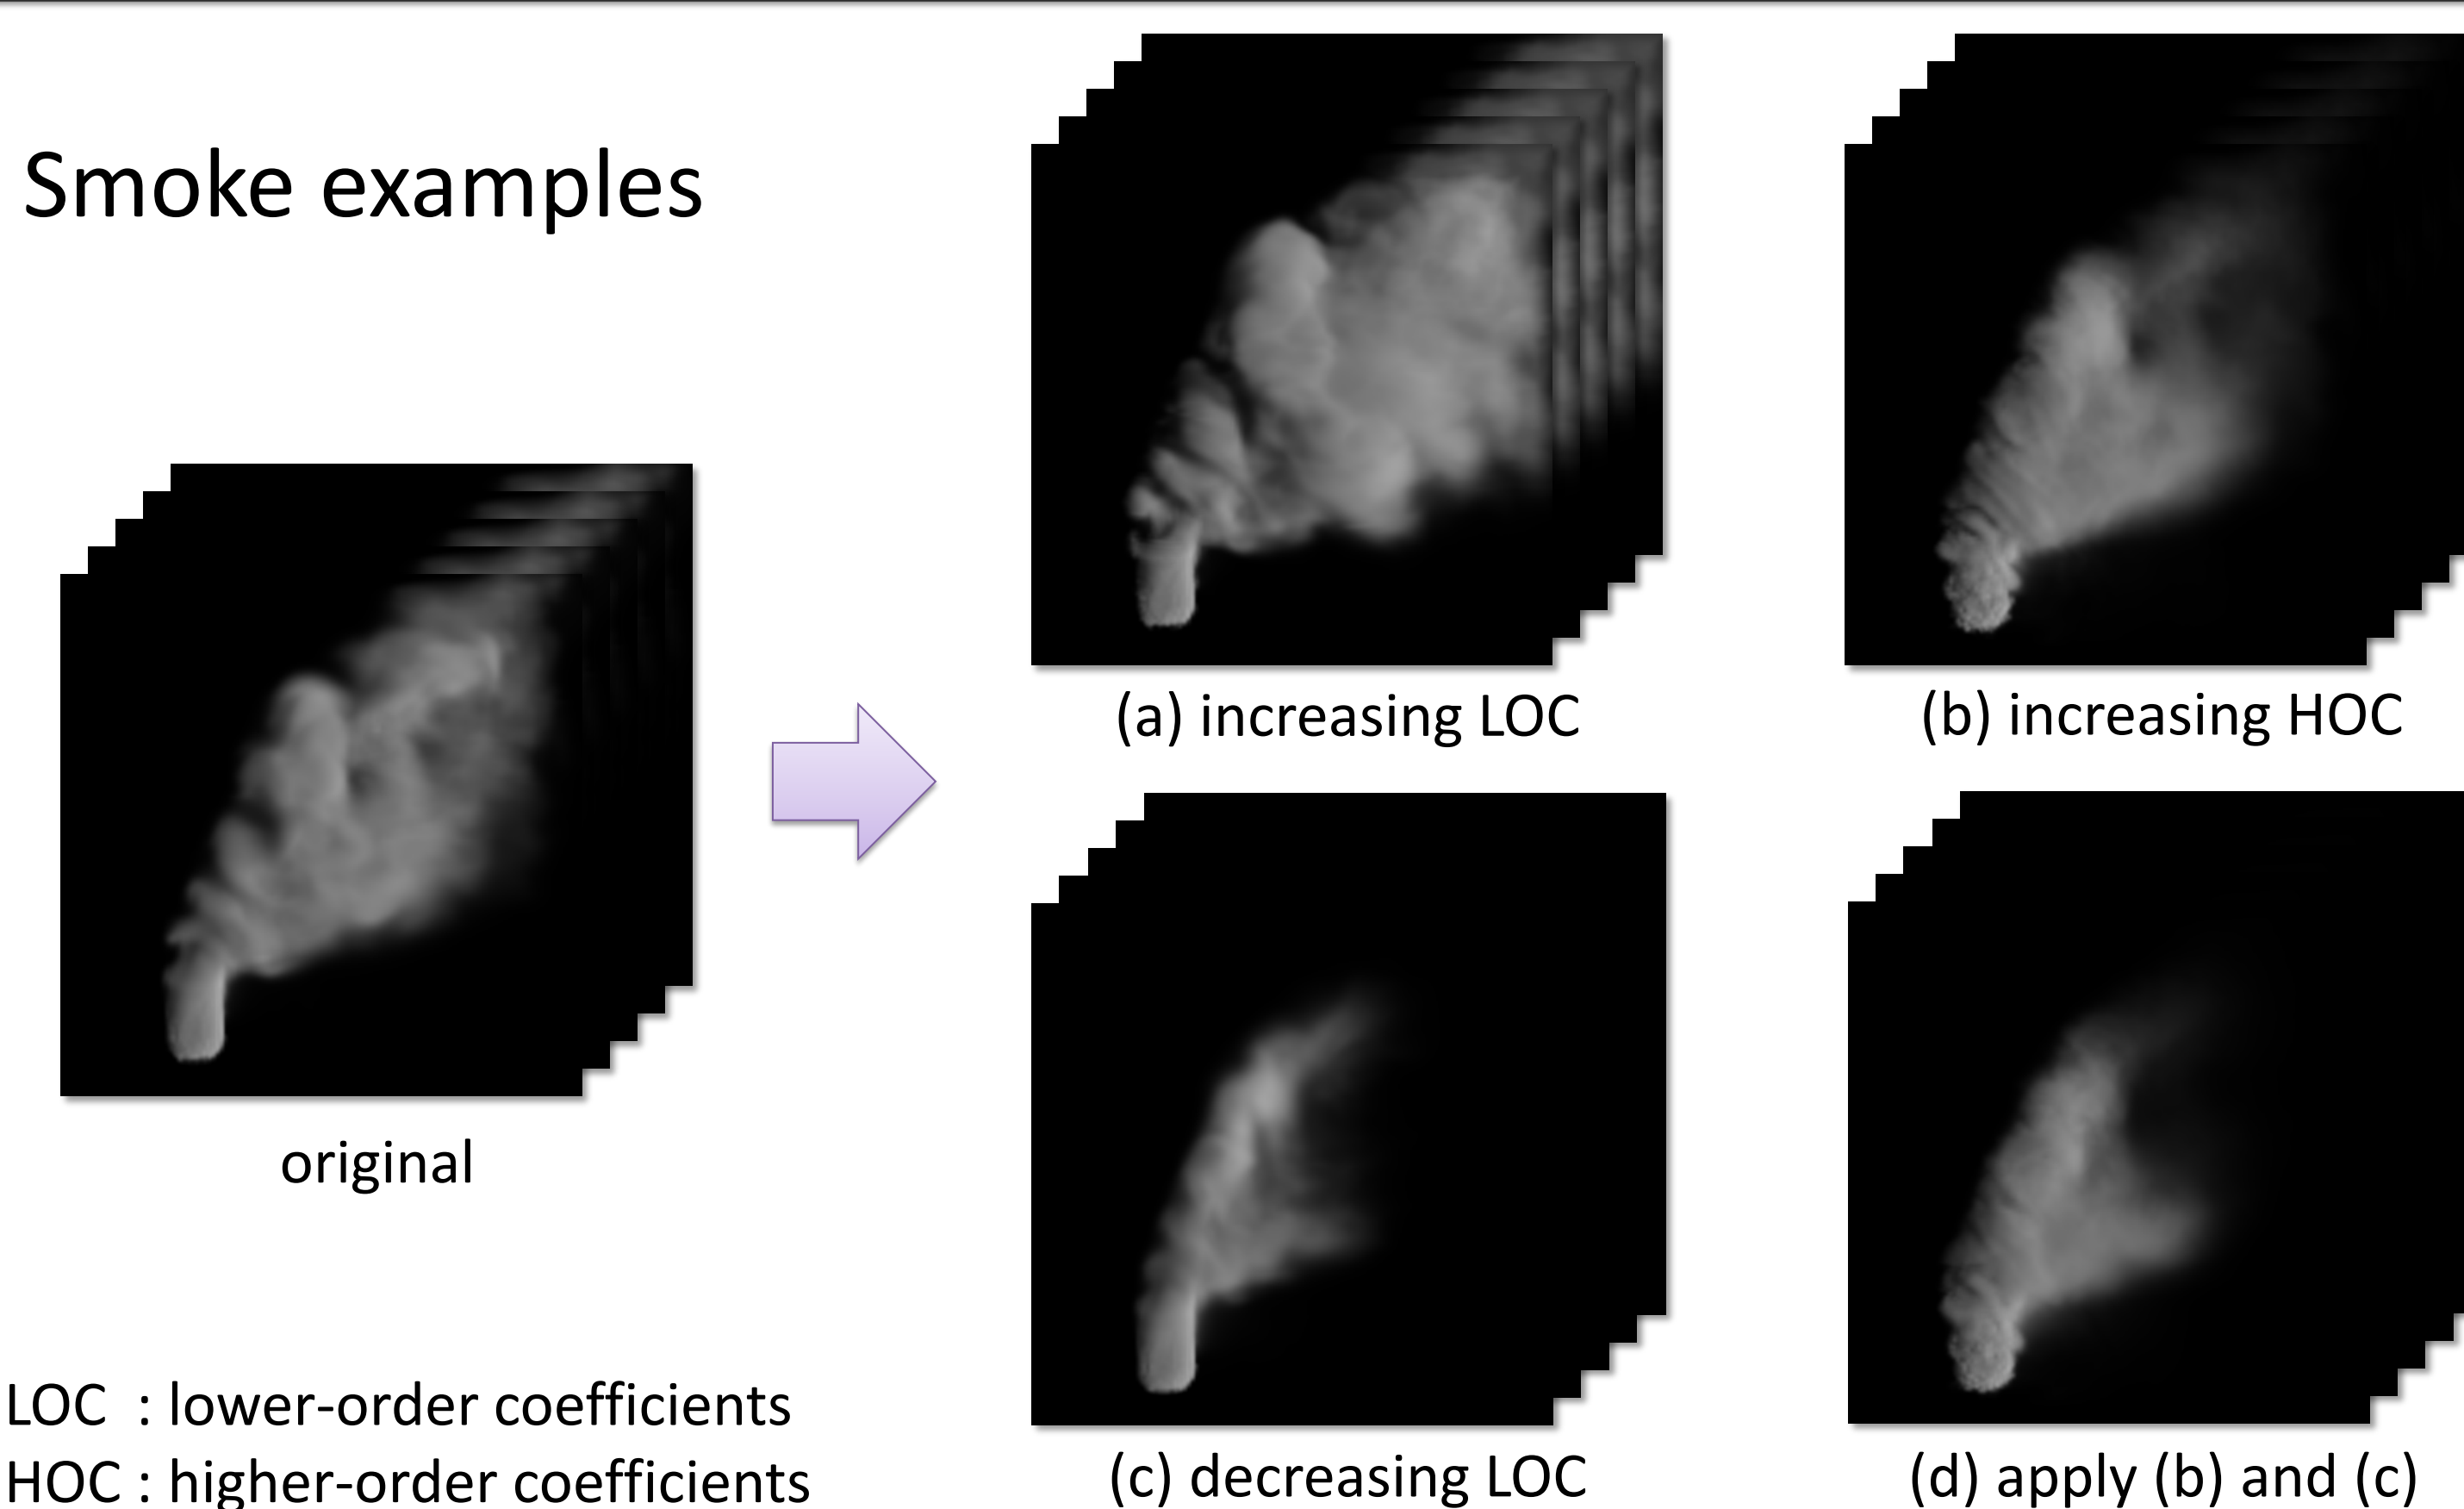 Smoke examples
(a) increasing LOC
(b) increasing HOC
original
(c) decreasing LOC
(d) apply (b) and (c)
LOC : lower-order coefficients
HOC : higher-order coefficients